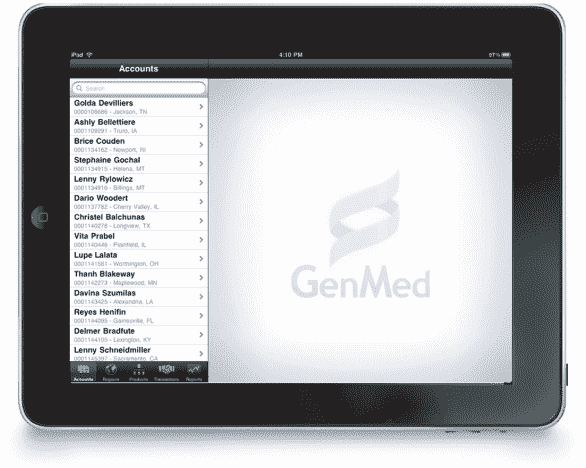 iPad
4:10 PM
97%
Accounts
Search
Golda Devilliers
- Jackson, TN
Ashly Bellettiere
- Truro, IA
Brice Couden
0001134162 - Newport, RI
Stephaine Gochal
0001134915 - Helena, MT
Lenny Rylowicz
0001134916 - Billings, MT
Dario Woodert
0001137782 - Cherry Valley, IL
Christel Balchunas
0001140278 - Longview, TX
Vita Prabel
0001140446 - Plainfield, IL
Lupe Lalata
0001141581 - Worthington, OH
Thanh Blakeway
0001142273 - Maplewood, MN
Davina Szumilas
0001143425 - Alexandria, LA
Reyes Henifin
0001144095 - Gainesville, FL
Delmer Bradfute
0001144105 - Lexington, KY
Lenny Schneidmiller
- Sacramento, CA
Accounts Regions Products Transactions Reports
GenMed